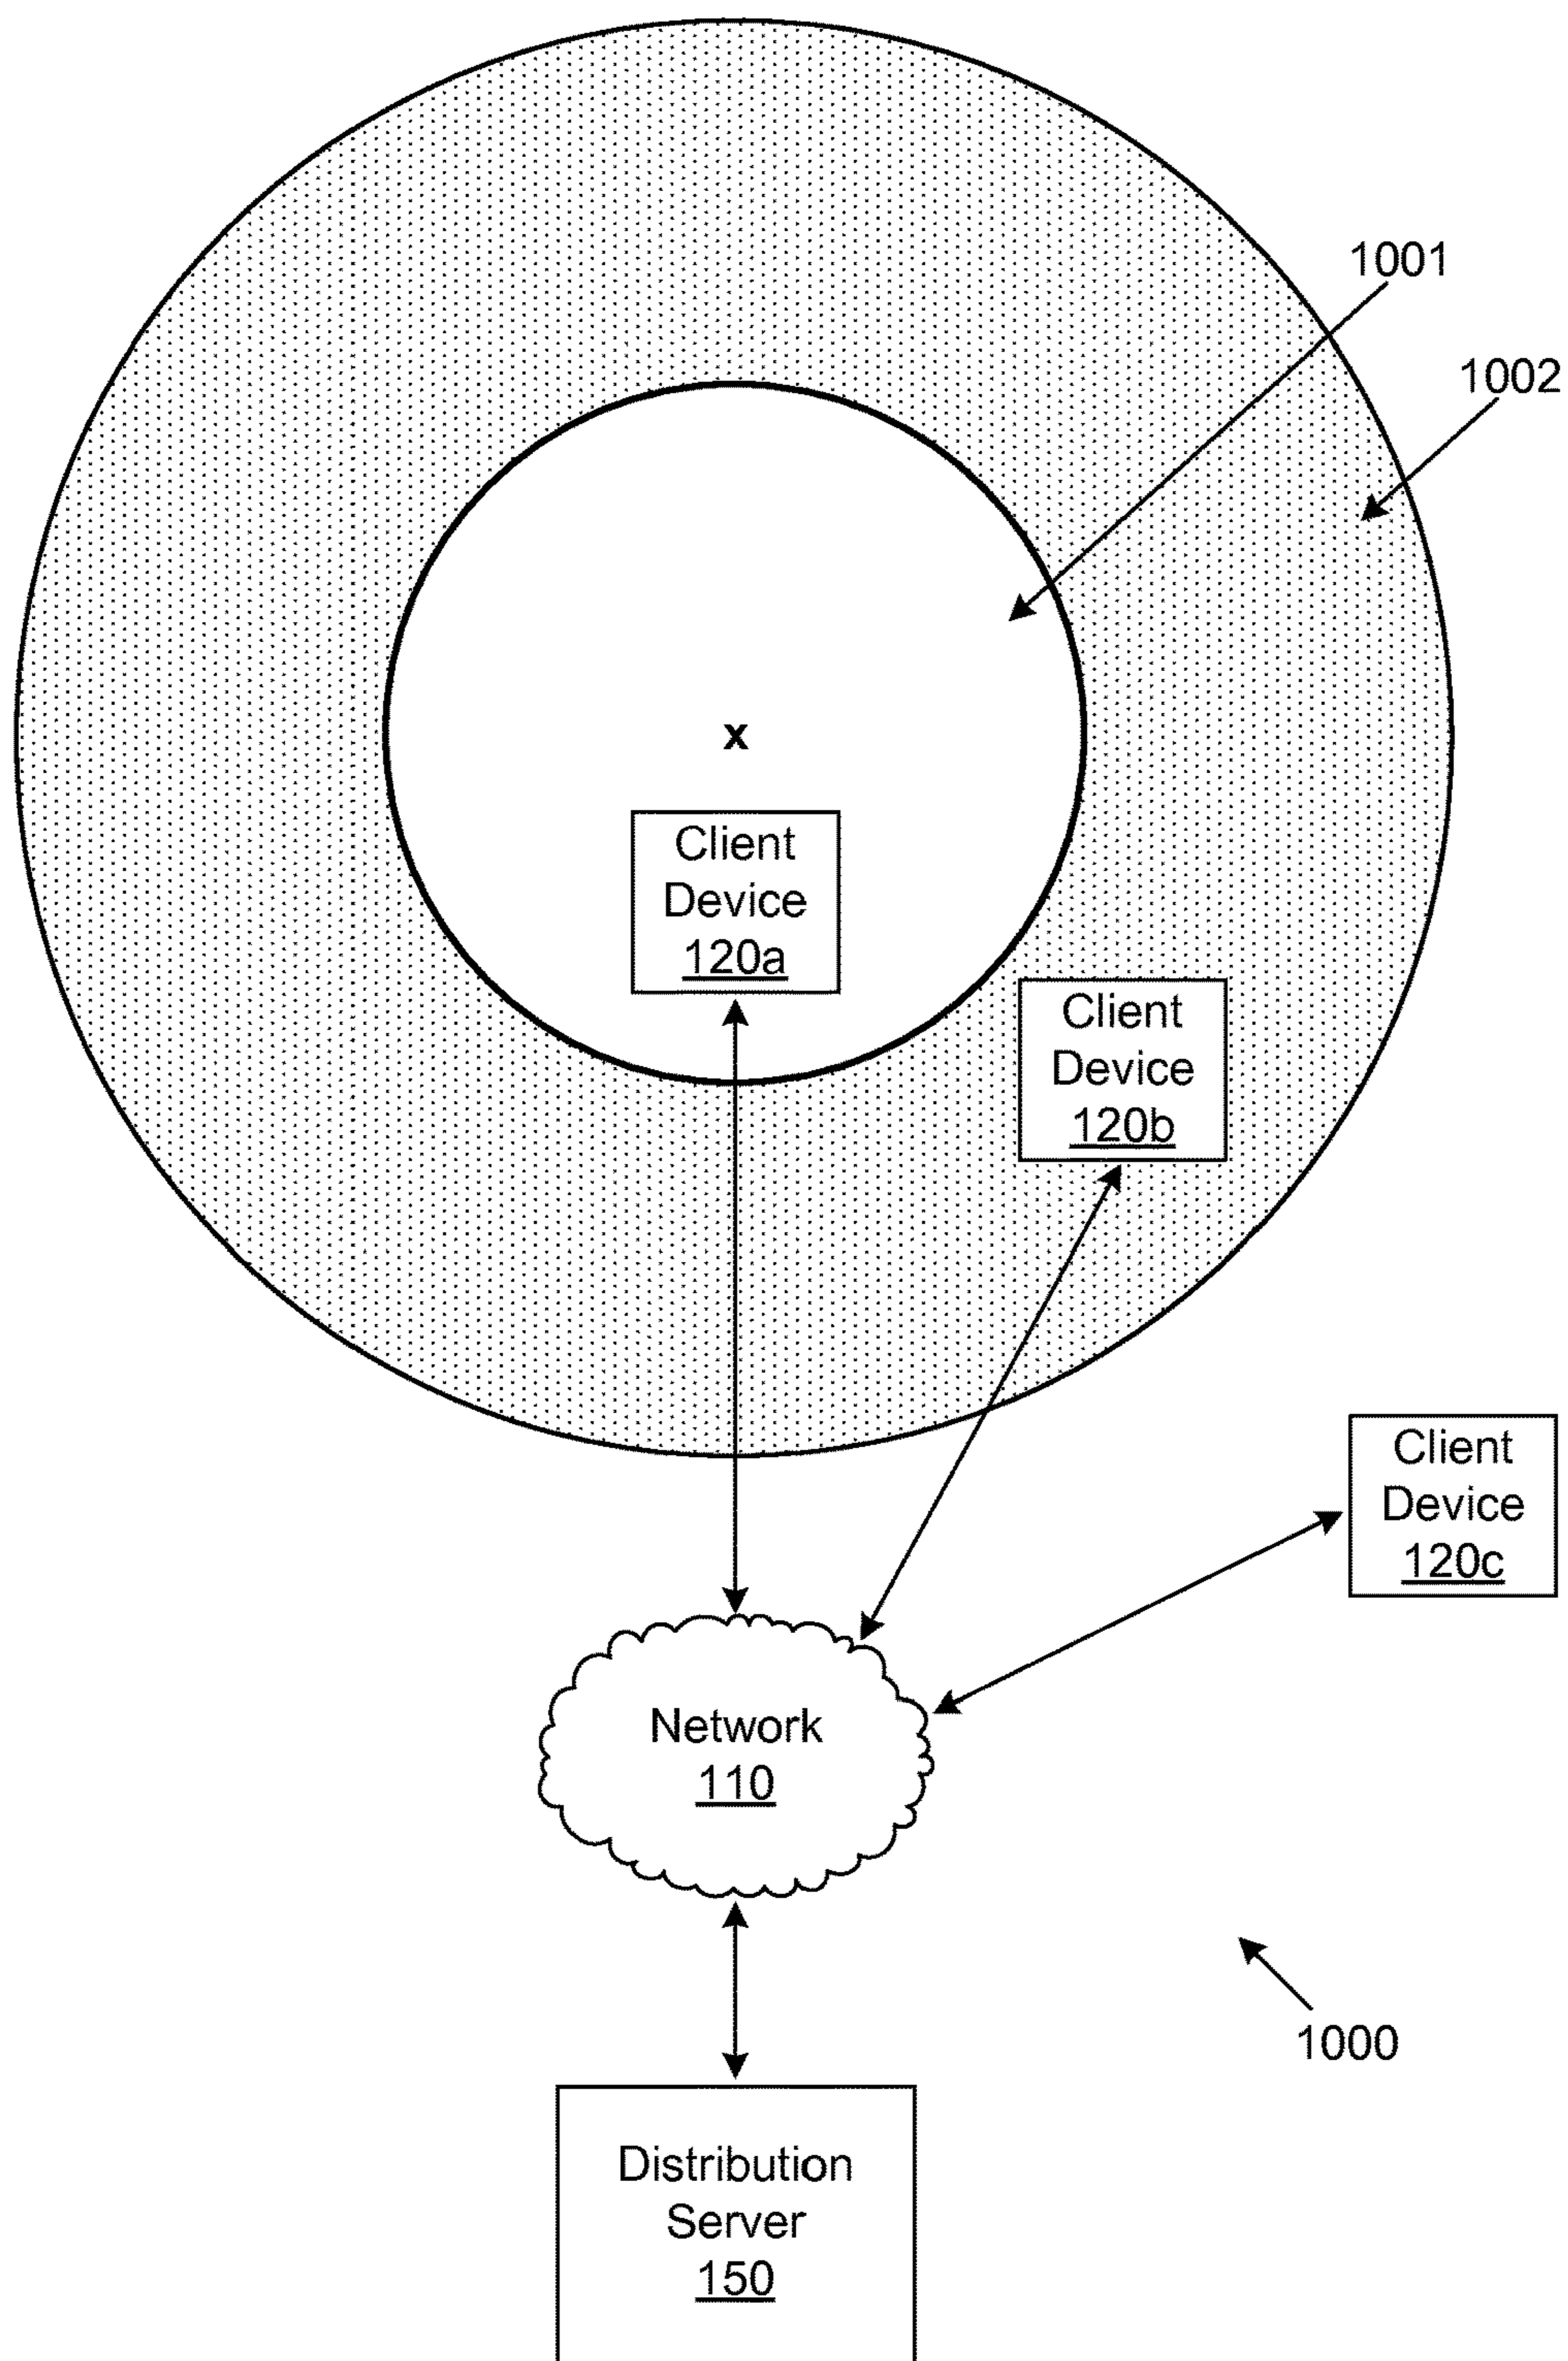 1001
1002
x
Client
Device
120a
Client
Device
120b
Client
Device
120c
Network
110
1000
Distribution
Server
150